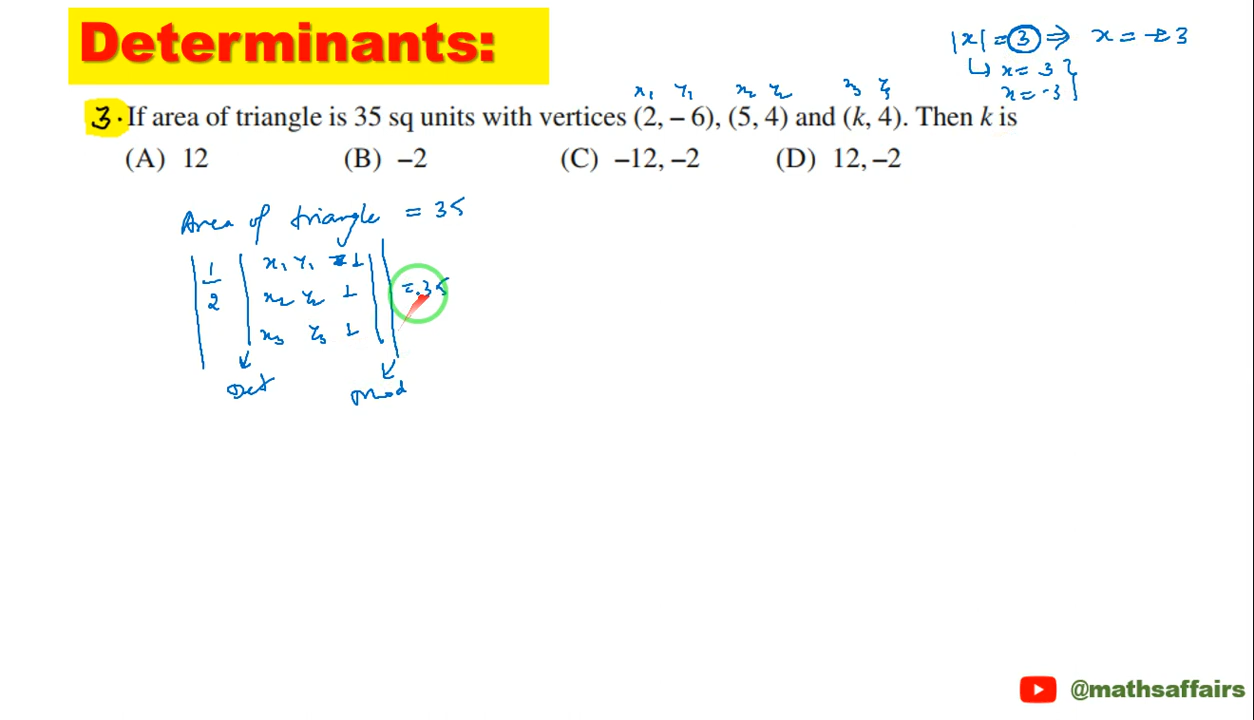 Determinants:
|x| = 3 ⇒ x = ±3
↳ x = 3 }
x = -3 }
x₁ y₁ x₂ y₂ x₃ y₃
3. If area of triangle is 35 sq units with vertices (2, – 6), (5, 4) and (k, 4). Then k is
(A) 12 (B) –2 (C) –12, –2 (D) 12, –2
Area of triangle = 35
x₁ y₁ 1
1/2 x₂ y₂ 1 = 35
x₃ y₃ 1
Det Mod
@mathsaffairs